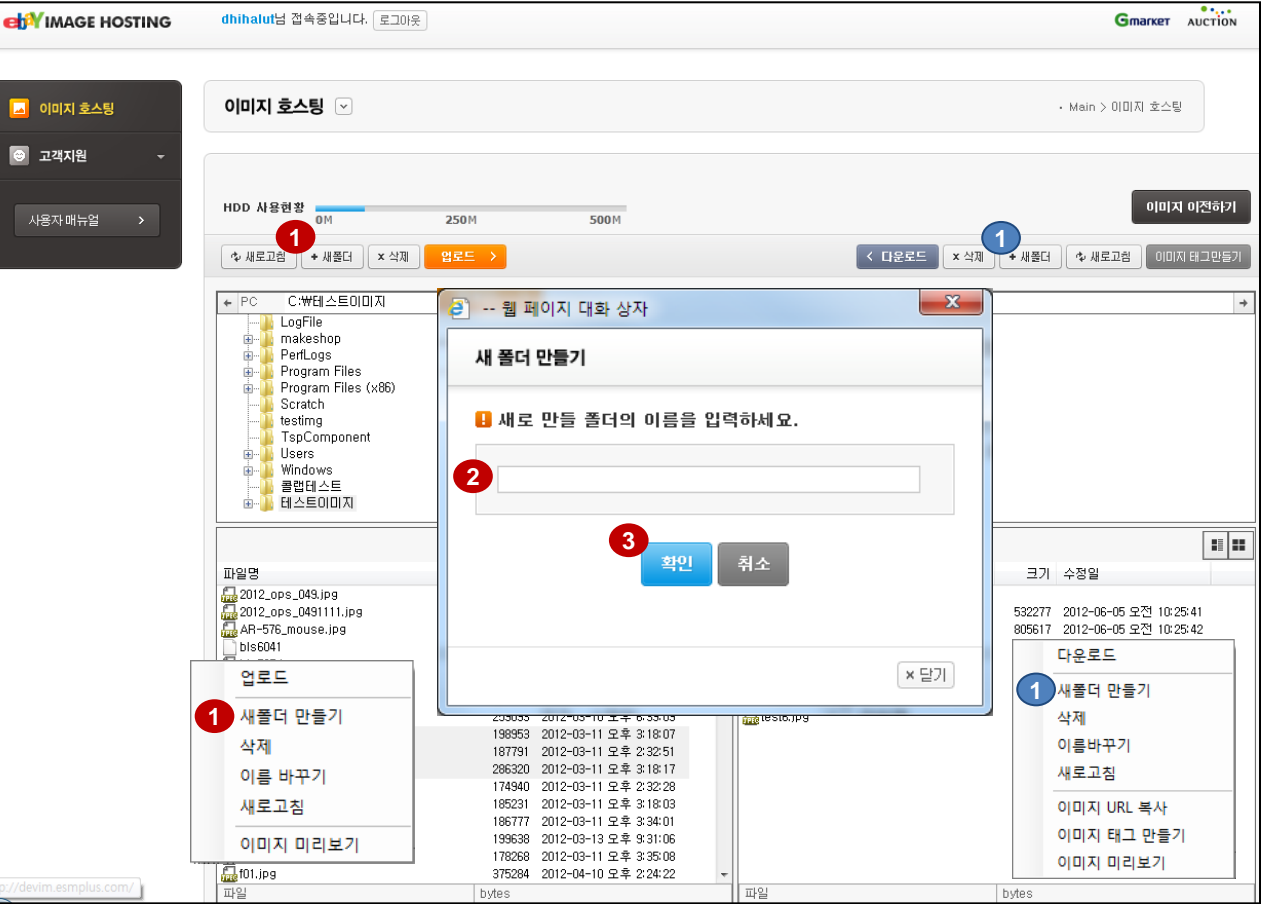 ebaY IMAGE HOSTING
dhihalut님 접속중입니다. 로그아웃
Gmarket AUCTION
이미지 호스팅
고객지원
사용자 매뉴얼 >
이미지 호스팅
· Main > 이미지 호스팅
HDD 사용현황
0M 250M 500M
이미지 이전하기
1
1
새로고침 + 새폴더 x 삭제 업로드 >
< 다운로드 x 삭제 + 새폴더 새로고침 이미지 태그만들기
PC C:￦테스트이미지
LogFile
makeshop
PerfLogs
Program Files
Program Files (x86)
Scratch
testimg
TspComponent
Users
Windows
콜랩테스트
테스트이미지
-- 웹 페이지 대화 상자
x
새 폴더 만들기
! 새로 만들 폴더의 이름을 입력하세요.
2
3
확인 취소
x 닫기
파일명
2012_ops_049.jpg
2012_ops_0491111.jpg
AR-576_mouse.jpg
bls6041
크기 수정일
532277 2012-06-05 오전 10:25:41
805617 2012-06-05 오전 10:25:42
업로드
1 새폴더 만들기
삭제
이름 바꾸기
새로고침
이미지 미리보기
198953 2012-03-11 오후 3:18:07
187791 2012-03-11 오후 2:32:51
286320 2012-03-11 오후 3:18:17
174940 2012-03-11 오후 2:32:28
185231 2012-03-11 오후 3:18:03
186777 2012-03-11 오후 3:34:01
199638 2012-03-13 오후 9:31:06
178268 2012-03-11 오후 3:35:08
f01.jpg 375284 2012-04-10 오후 2:24:22
test6.jpg
다운로드
1 새폴더 만들기
삭제
이름바꾸기
새로고침
이미지 URL 복사
이미지 태그 만들기
이미지 미리보기
p://devim.esmplus.com/
파일 bytes 파일 bytes